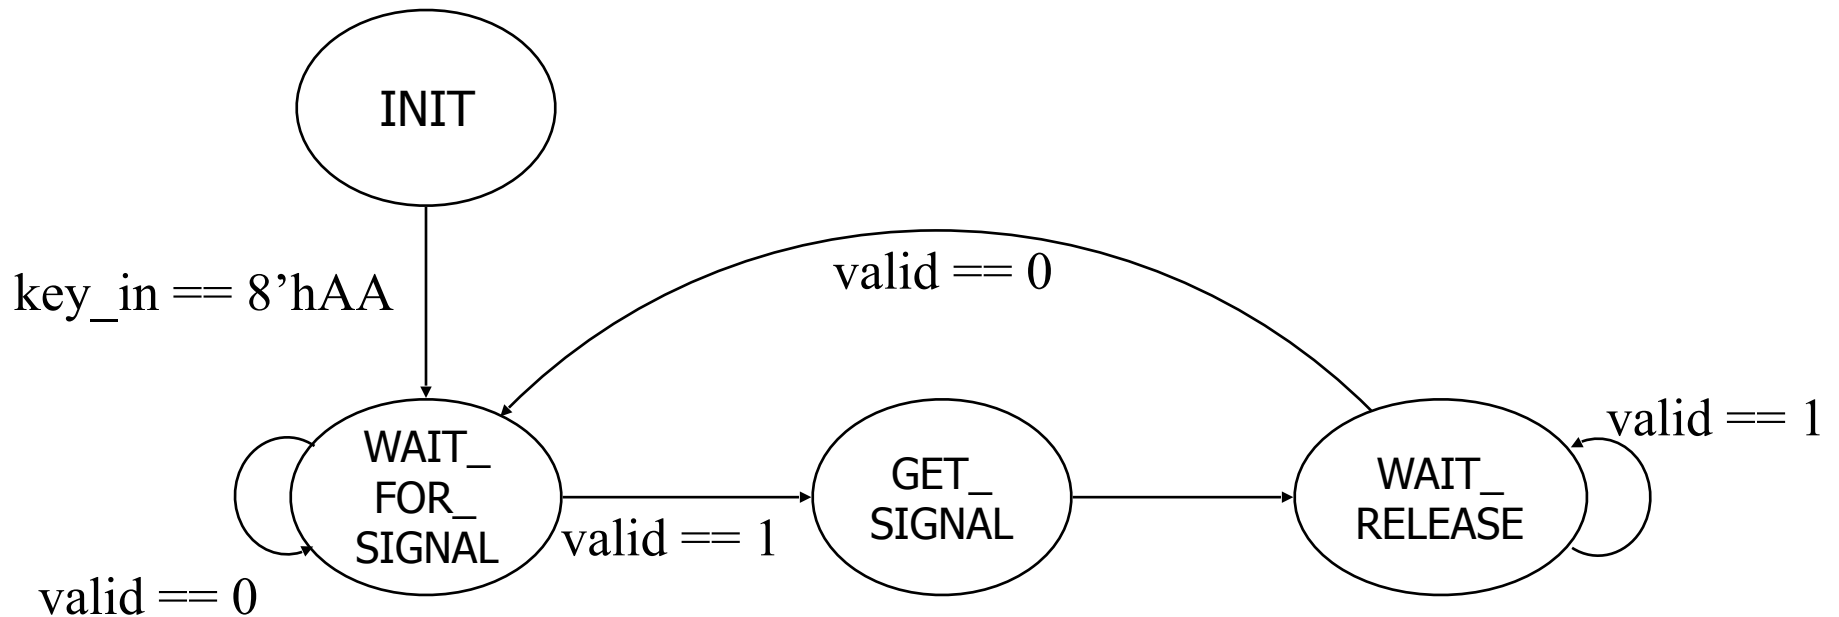 INIT
key_in == 8’hAA
valid == 0
WAIT_
FOR_
SIGNAL
valid == 0
valid == 1
GET_
SIGNAL
WAIT_
RELEASE
valid == 1